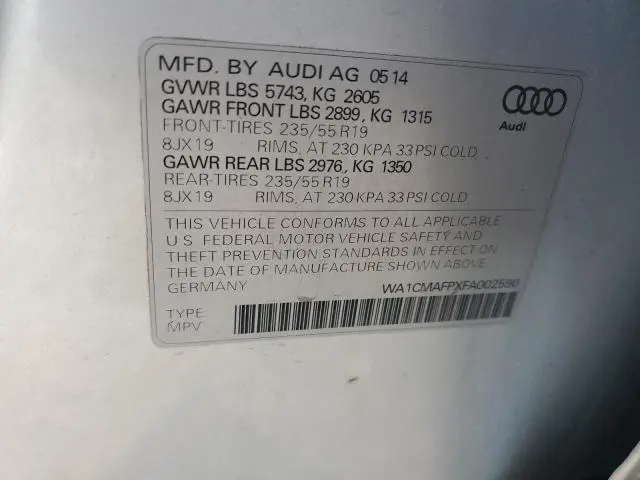 MFD. BY AUDI AG 05 14
GVWR LBS 5743, KG 2605
GAWR FRONT LBS 2899, KG 1315
FRONT-TIRES 235/55 R19
8JX19 RIMS, AT 230 KPA 33 PSI COLD
GAWR REAR LBS 2976, KG 1350
REAR-TIRES 235/55 R19
8JX19 RIMS, AT 230 KPA 33 PSI COLD
Audi
THIS VEHICLE CONFORMS TO ALL APPLICABLE
U S FEDERAL MOTOR VEHICLE SAFETY AND
THEFT PREVENTION STANDARDS IN EFFECT ON
THE DATE OF MANUFACTURE SHOWN ABOVE.
GERMANY
WA1CMAFPXFA002590
TYPE:
MPV